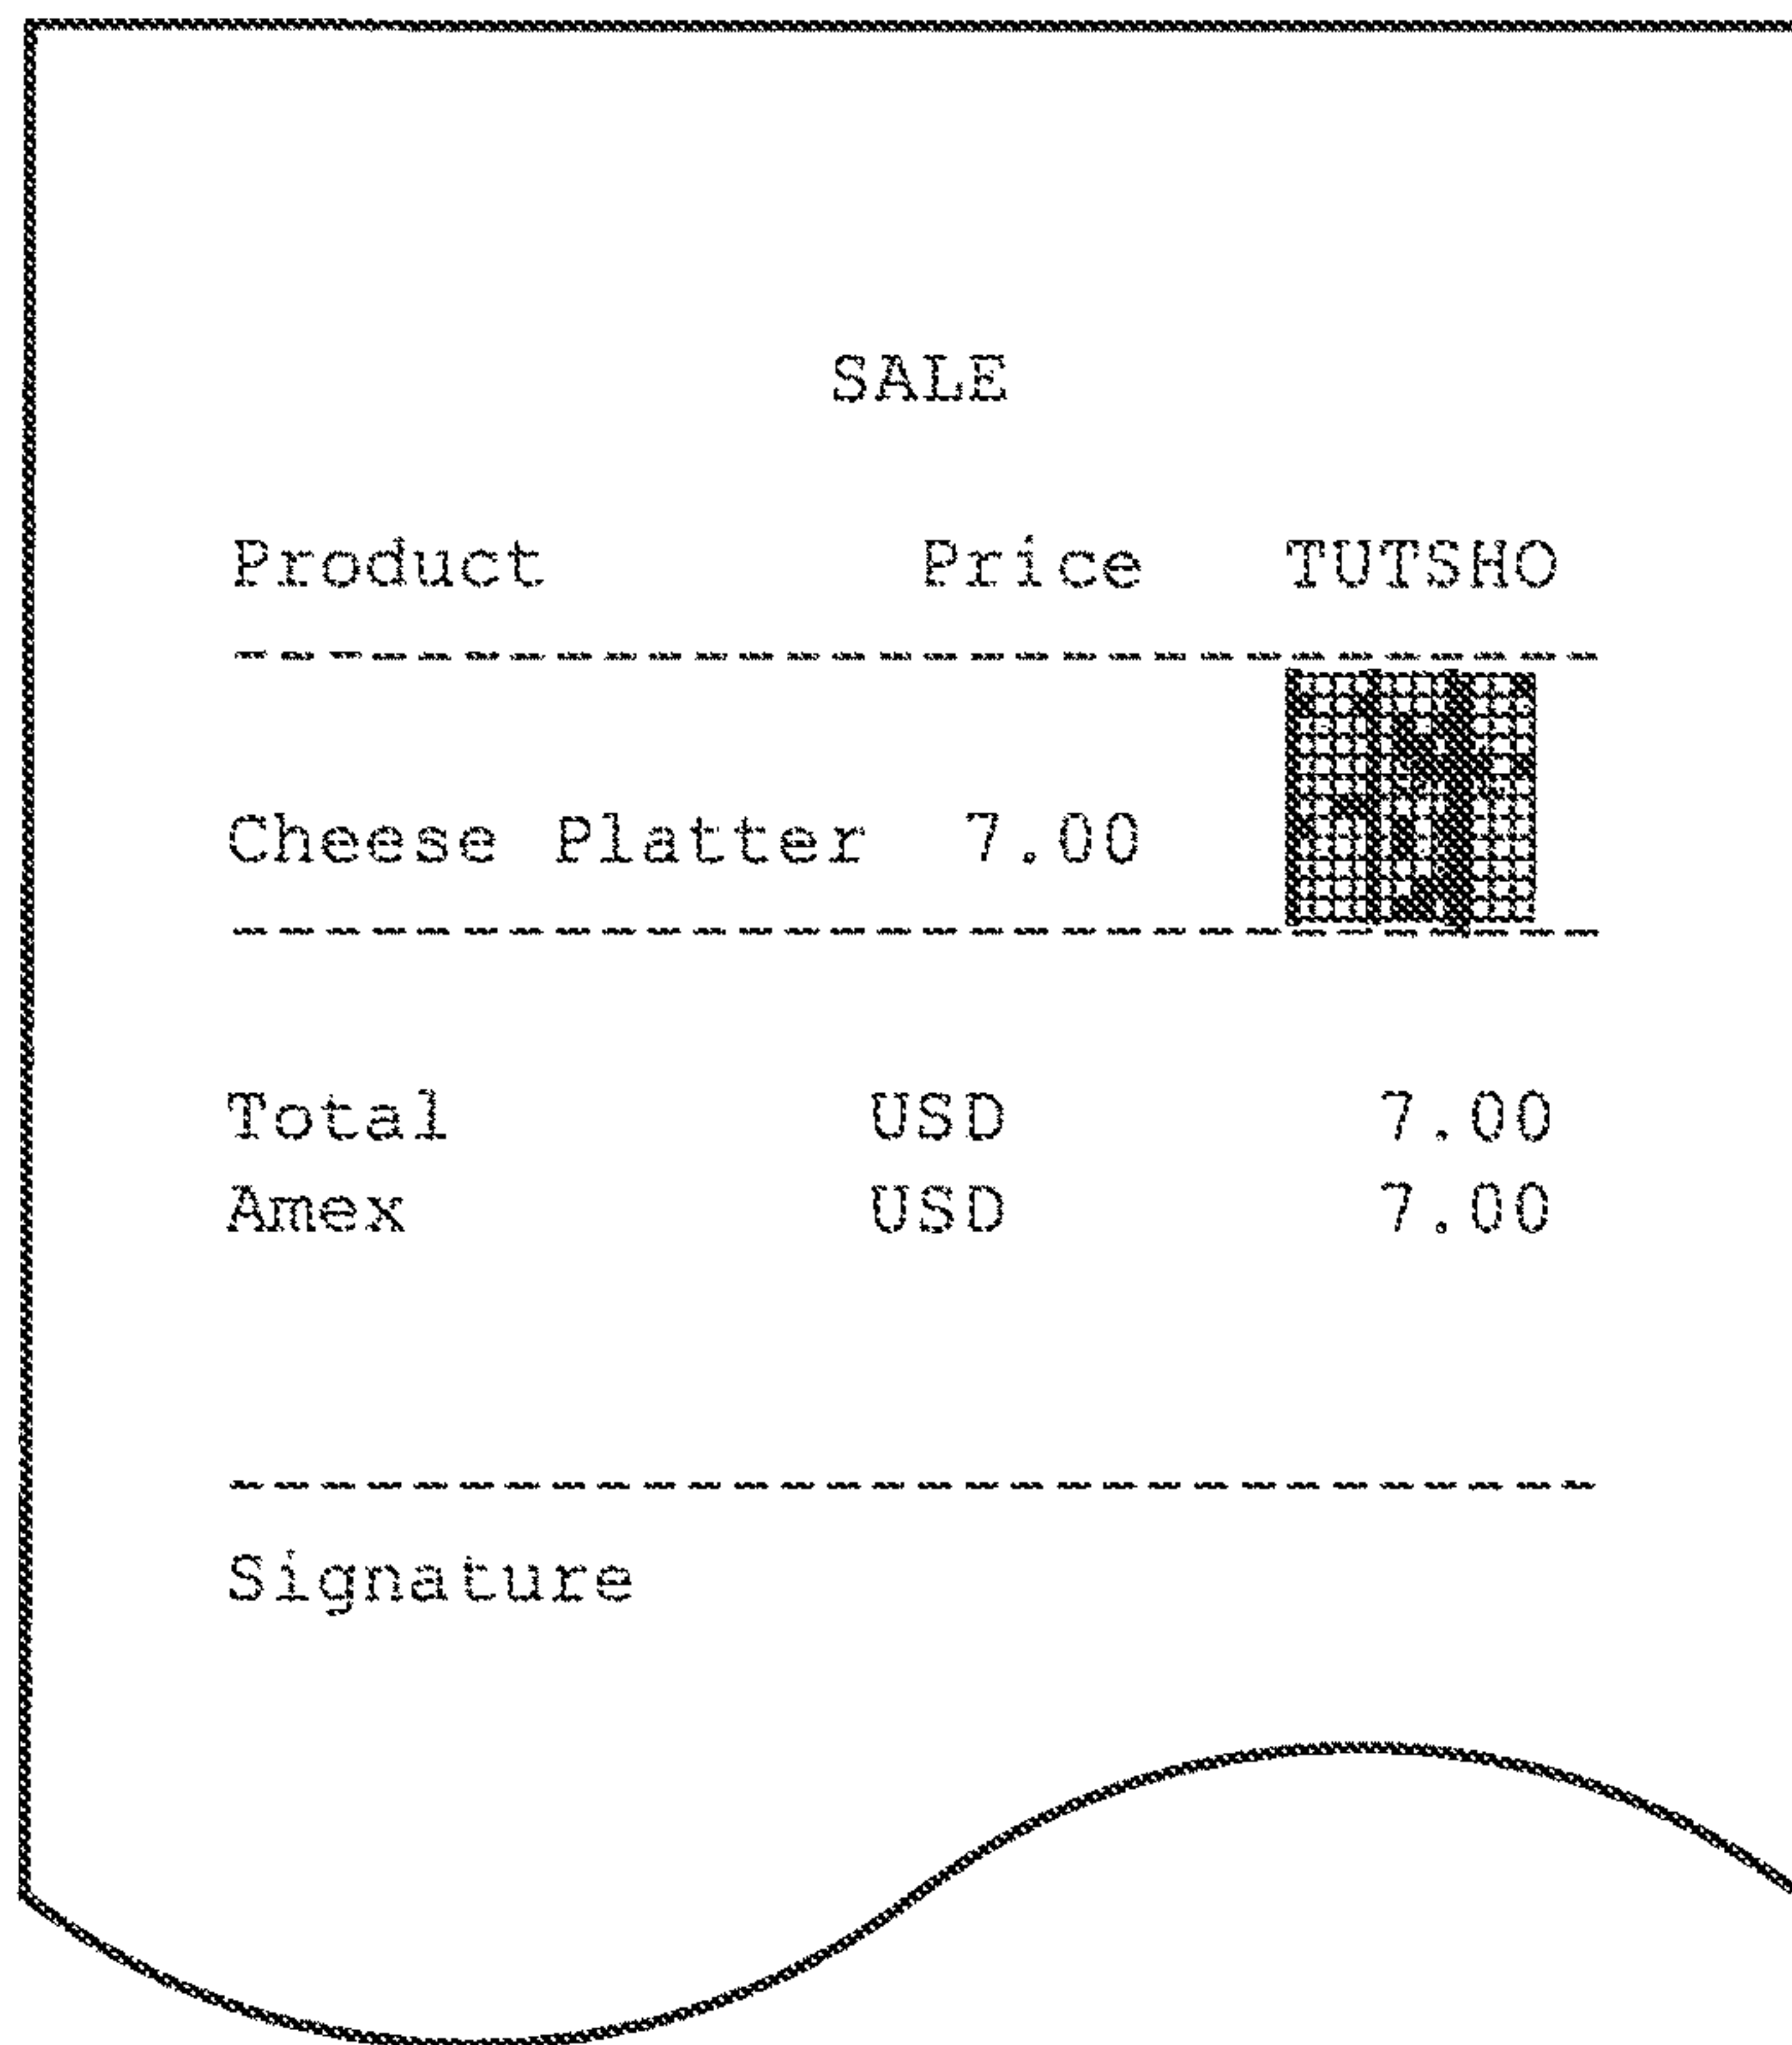 SALE
Product Price TUTSHO
Cheese Platter 7.00
Total USD 7.00
Amex USD 7.00
Signature